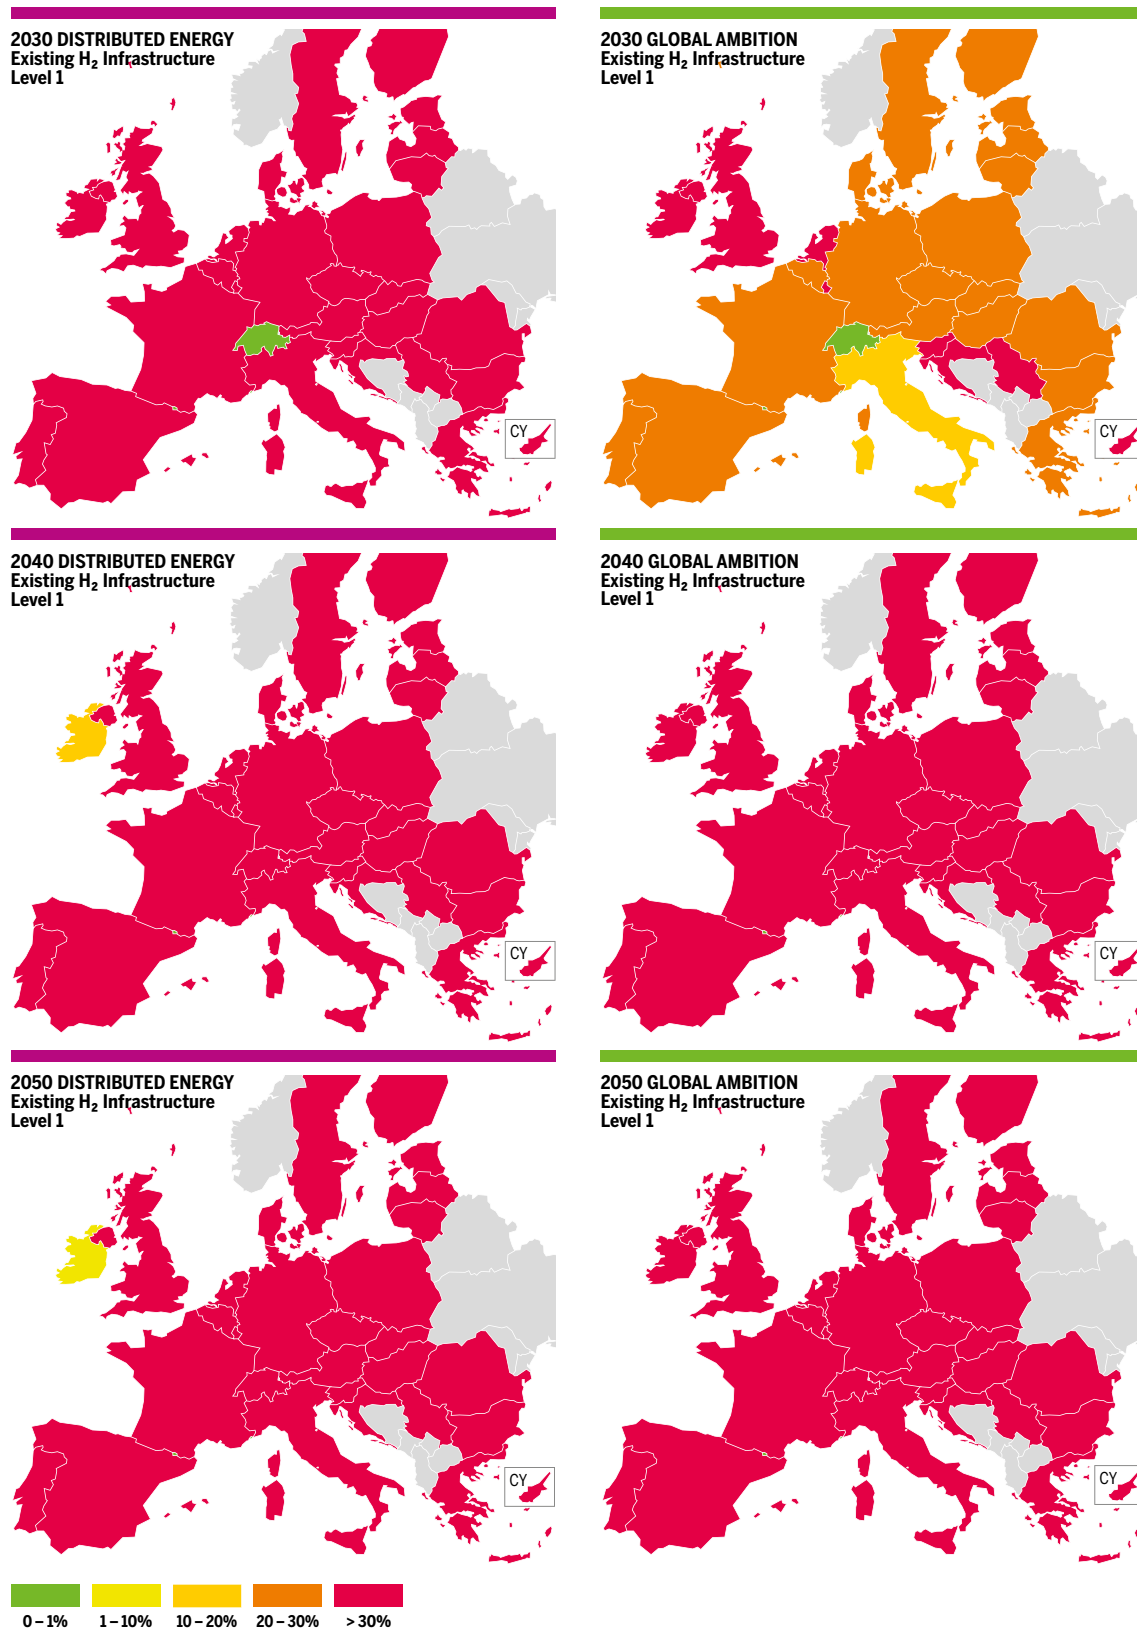 2030 DISTRIBUTED ENERGY
Existing H₂ Infrastructure
Level 1
CY
2030 GLOBAL AMBITION
Existing H₂ Infrastructure
Level 1
CY
2040 DISTRIBUTED ENERGY
Existing H₂ Infrastructure
Level 1
CY
2040 GLOBAL AMBITION
Existing H₂ Infrastructure
Level 1
CY
2050 DISTRIBUTED ENERGY
Existing H₂ Infrastructure
Level 1
CY
2050 GLOBAL AMBITION
Existing H₂ Infrastructure
Level 1
CY
0 – 1% 1 – 10% 10 – 20% 20 – 30% > 30%